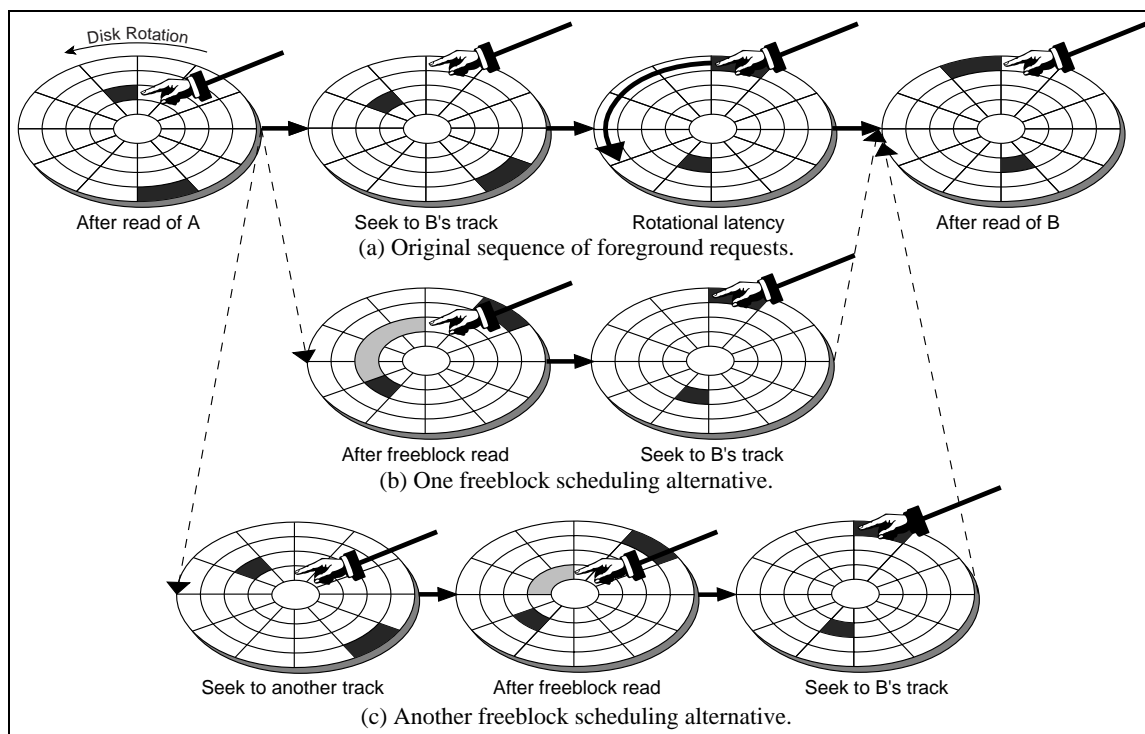 Disk Rotation
After read of A
Seek to B's track
Rotational latency
After read of B
(a) Original sequence of foreground requests.
After freeblock read
Seek to B's track
(b) One freeblock scheduling alternative.
Seek to another track
After freeblock read
Seek to B's track
(c) Another freeblock scheduling alternative.